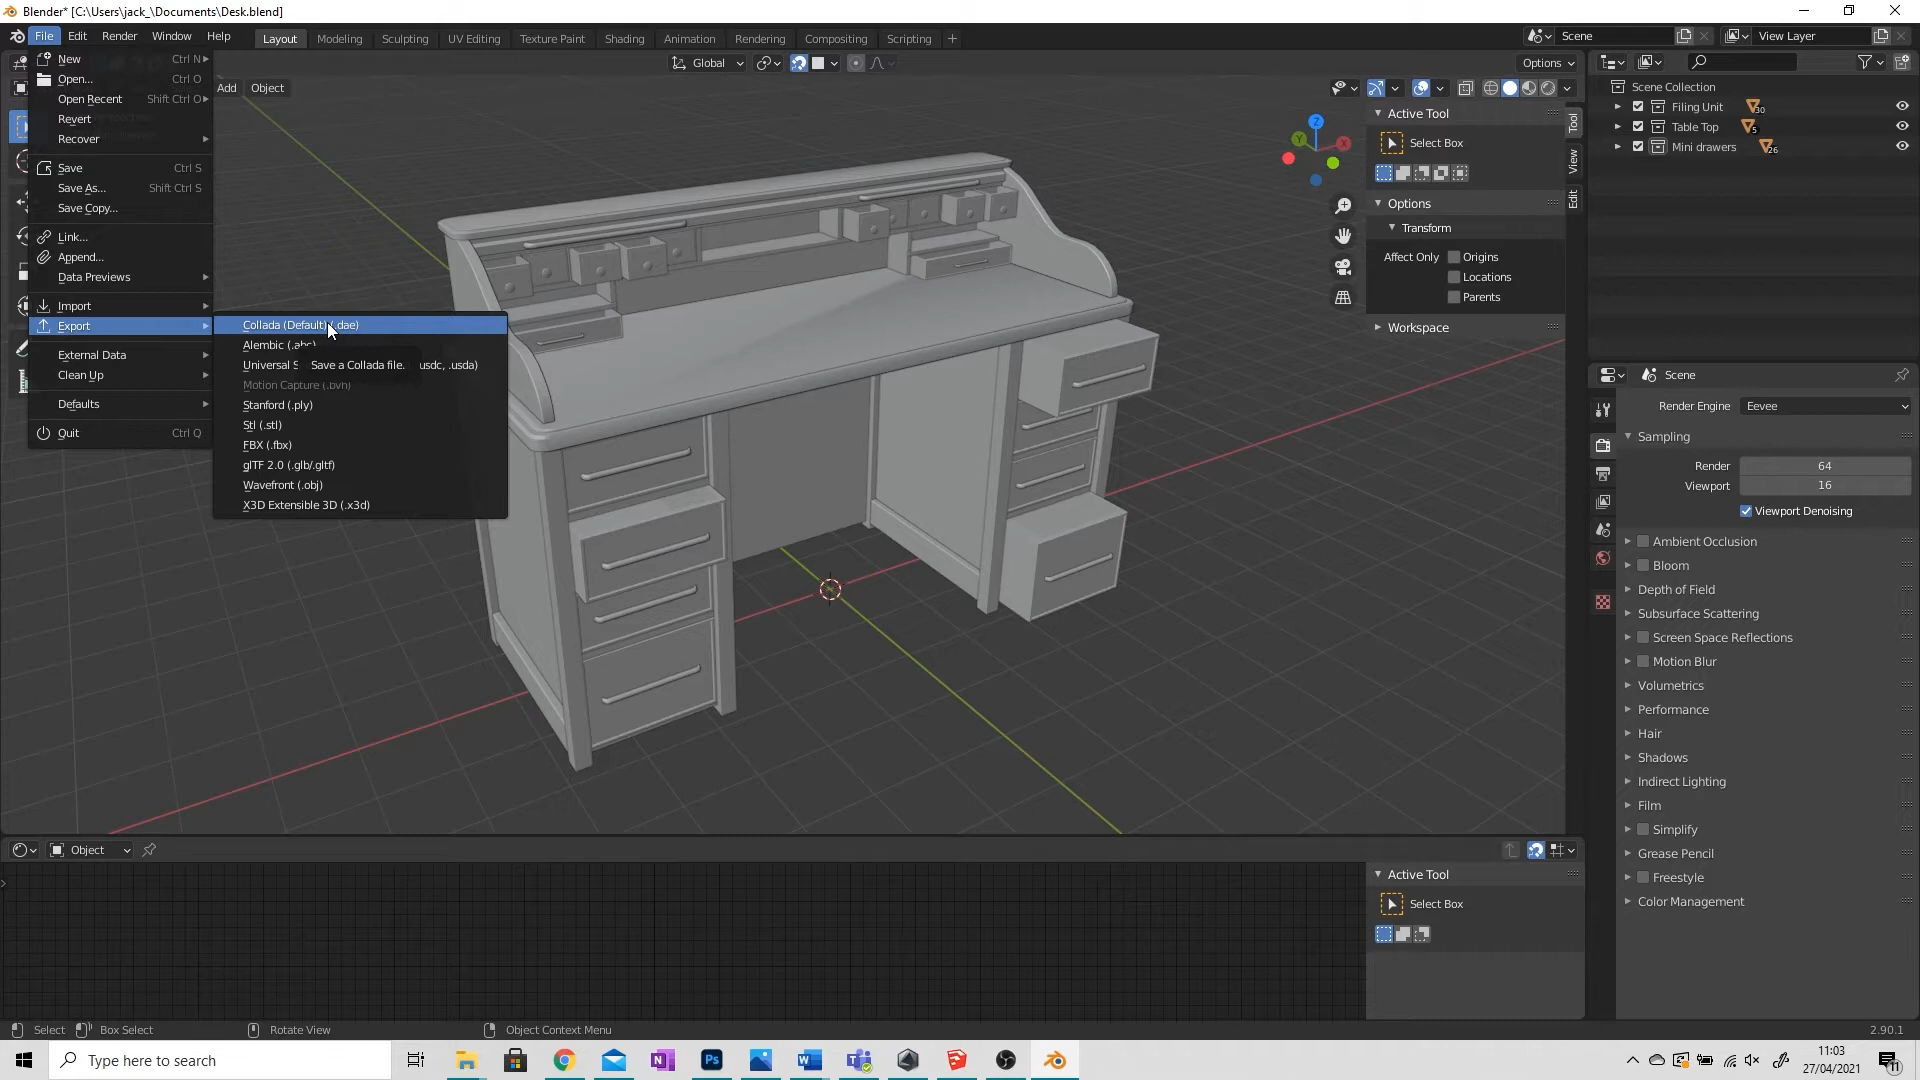 Blender* [C:\Users\jack_\Documents\Desk.blend]
File Edit Render Window Help
Layout Modeling Sculpting UV Editing Texture Paint Shading Animation Rendering Compositing Scripting +
Scene
View Layer
New Ctrl N
Open... Ctrl O
Open Recent Shift Ctrl O
Revert
Recover
Save Ctrl S
Save As... Shift Ctrl S
Save Copy...
Link...
Append...
Data Previews
Import
Export
External Data
Clean Up
Defaults
Quit Ctrl Q
Collada (Default) (.dae)
Alembic (.abc)
Universal S
usdc, .usda)
Save a Collada file.
Motion Capture (.bvh)
Stanford (.ply)
Stl (.stl)
FBX (.fbx)
glTF 2.0 (.glb/.gltf)
Wavefront (.obj)
X3D Extensible 3D (.x3d)
Add Object
Global
Options
Z
Y
X
Active Tool
Select Box
Options
Transform
Affect Only Origins
Locations
Parents
Workspace
Tool
View
Edit
Scene Collection
Filing Unit 30
Table Top 5
Mini drawers 26
Scene
Render Engine Eevee
Sampling
Render 64
Viewport 16
Viewport Denoising
Ambient Occlusion
Bloom
Depth of Field
Subsurface Scattering
Screen Space Reflections
Motion Blur
Volumetrics
Performance
Hair
Shadows
Indirect Lighting
Film
Simplify
Grease Pencil
Freestyle
Color Management
Object
Active Tool
Select Box
Select Box Select Rotate View Object Context Menu 2.90.1
Type here to search
11:03
27/04/2021
11